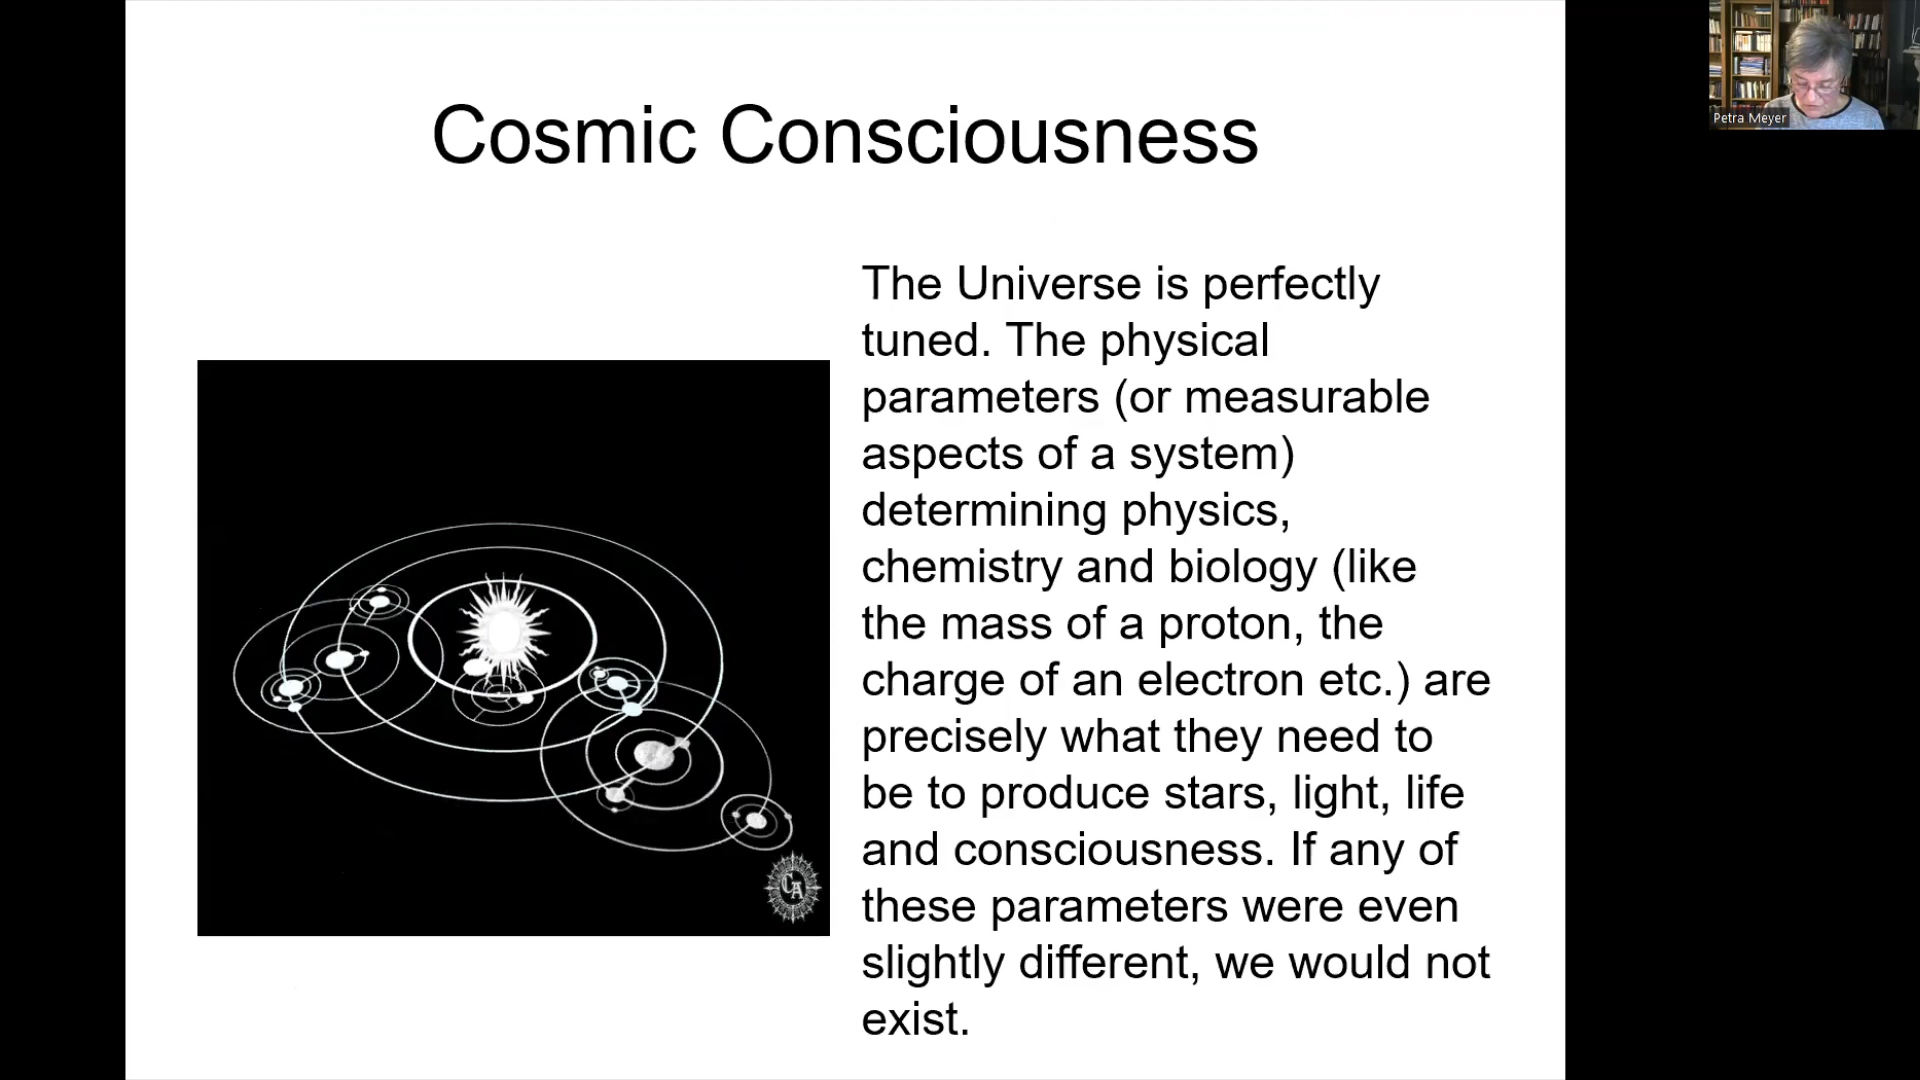 Cosmic Consciousness
The Universe is perfectly
tuned. The physical
parameters (or measurable
aspects of a system)
determining physics,
chemistry and biology (like
the mass of a proton, the
charge of an electron etc.) are
precisely what they need to
be to produce stars, light, life
and consciousness. If any of
these parameters were even
slightly different, we would not
exist.
CA
Petra Meyer